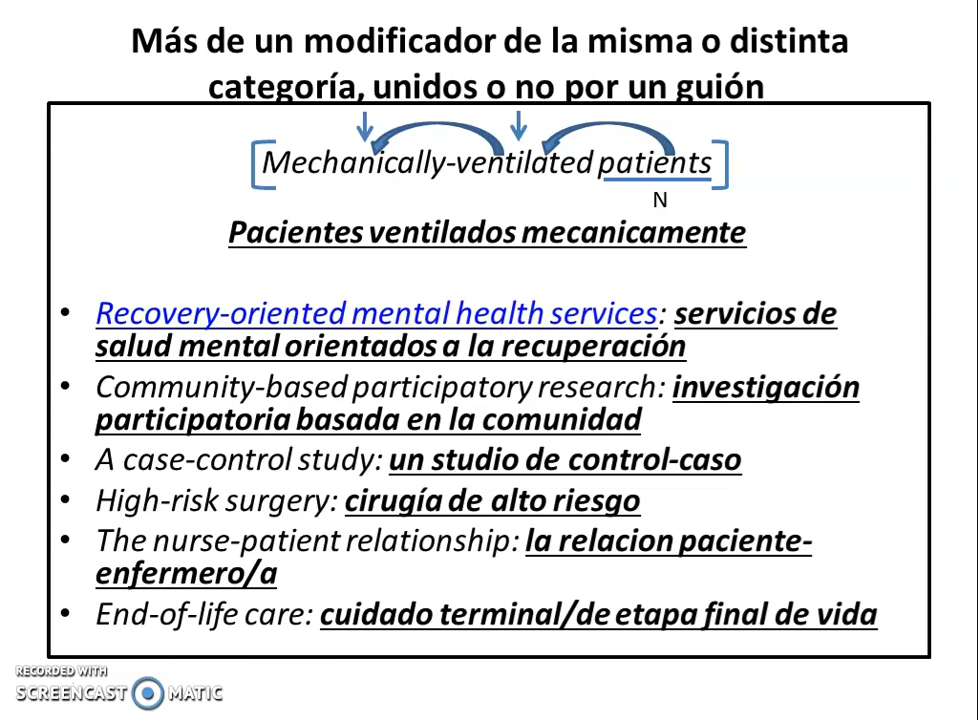 Más de un modificador de la misma o distinta
categoría, unidos o no por un guión
Mechanically-ventilated patients
N
Pacientes ventilados mecanicamente
• Recovery-oriented mental health services: servicios de
salud mental orientados a la recuperación
• Community-based participatory research: investigación
participatoria basada en la comunidad
• A case-control study: un studio de control-caso
• High-risk surgery: cirugía de alto riesgo
• The nurse-patient relationship: la relacion paciente-
enfermero/a
• End-of-life care: cuidado terminal/de etapa final de vida
RECORDED WITH
SCREENCAST MATIC